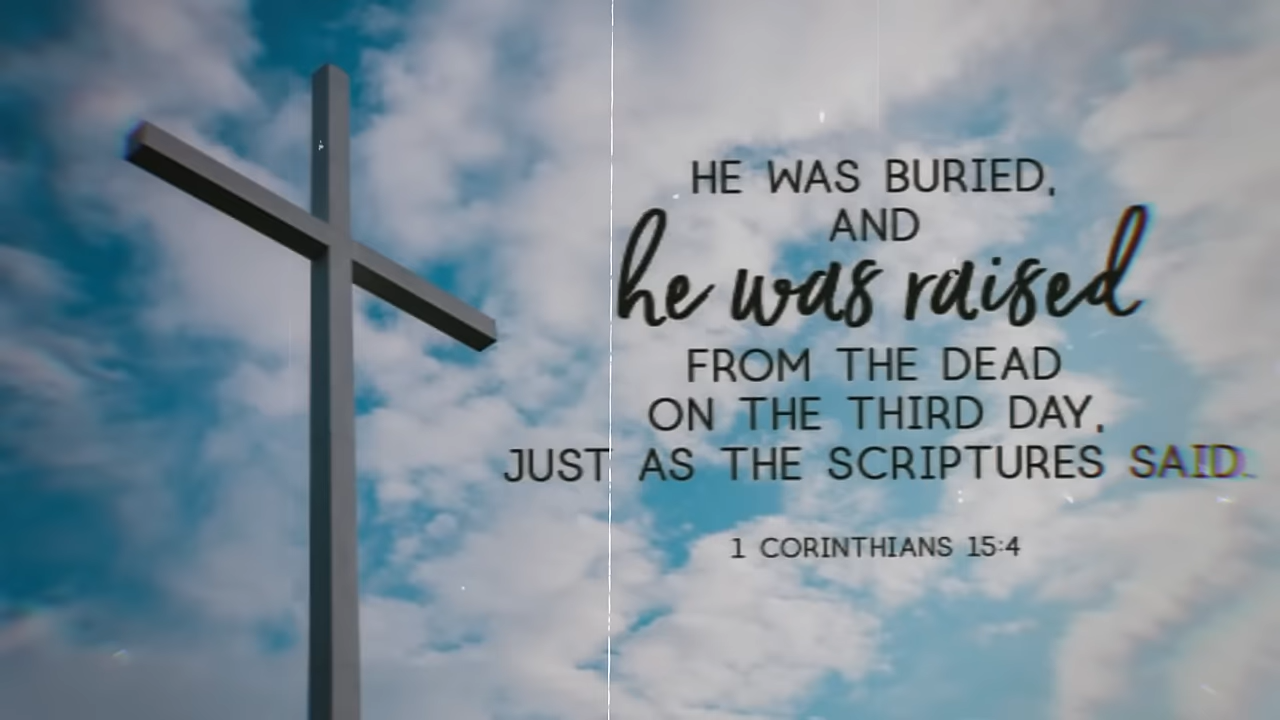 HE WAS BURIED,
AND
he was raised
FROM THE DEAD
ON THE THIRD DAY,
JUST AS THE SCRIPTURES SAID.
1 CORINTHIANS 15:4